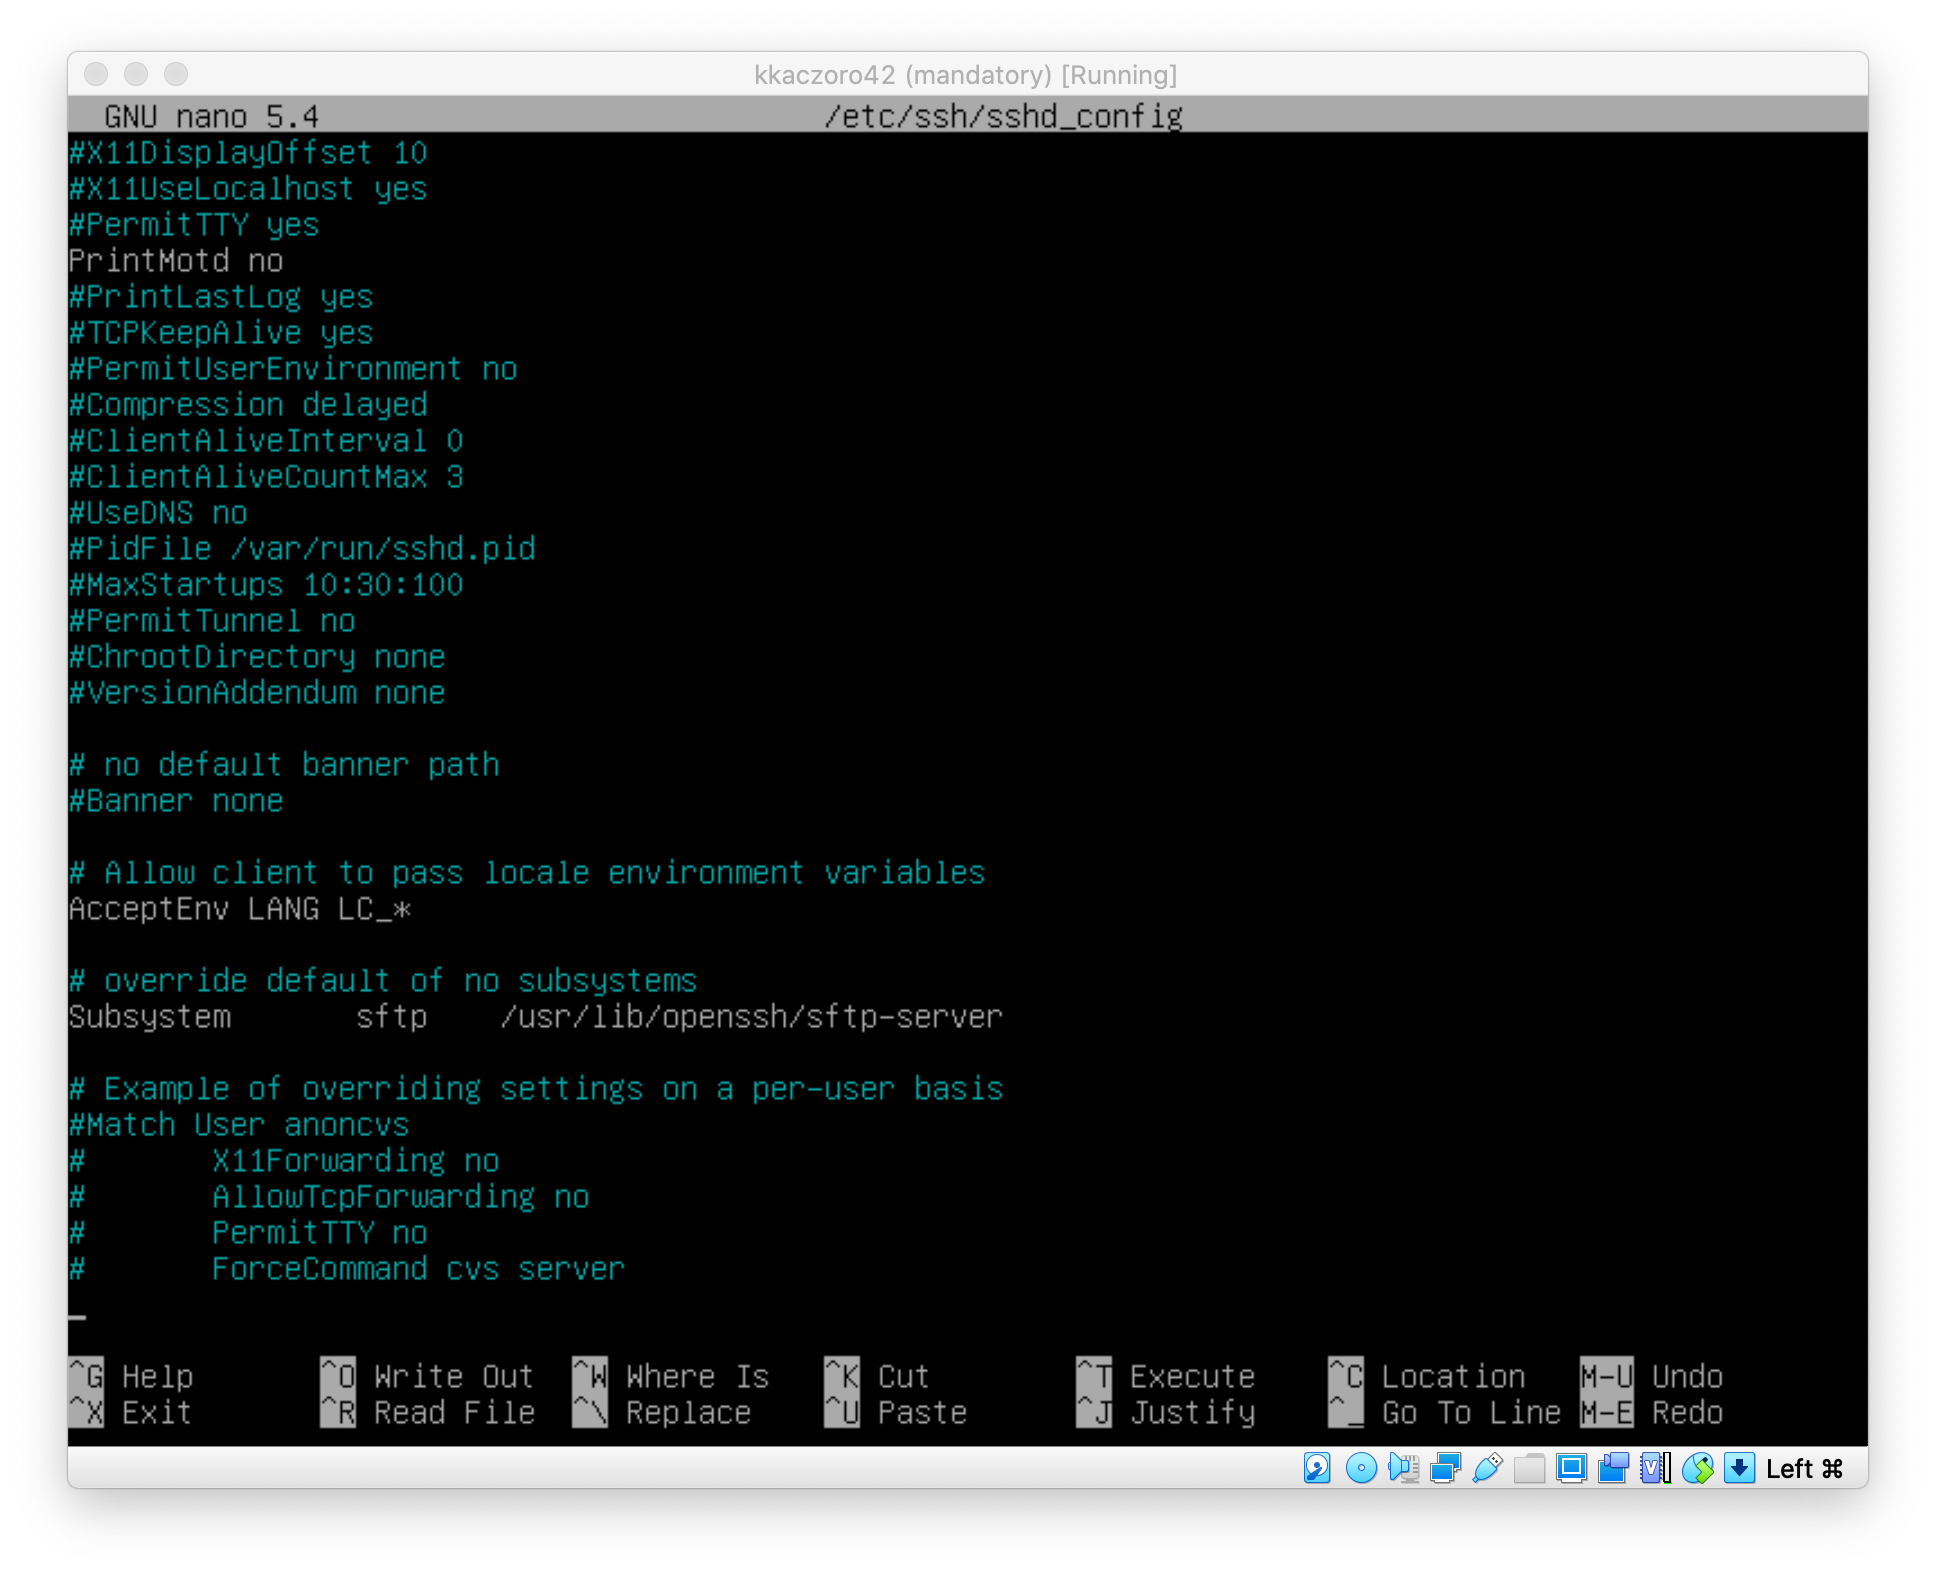 kkaczoro42 (mandatory) [Running]
GNU nano 5.4 /etc/ssh/sshd_config
#X11DisplayOffset 10
#X11UseLocalhost yes
#PermitTTY yes
PrintMotd no
#PrintLastLog yes
#TCPKeepAlive yes
#PermitUserEnvironment no
#Compression delayed
#ClientAliveInterval 0
#ClientAliveCountMax 3
#UseDNS no
#PidFile /var/run/sshd.pid
#MaxStartups 10:30:100
#PermitTunnel no
#ChrootDirectory none
#VersionAddendum none
# no default banner path
#Banner none
# Allow client to pass locale environment variables
AcceptEnv LANG LC_*
# override default of no subsystems
Subsystem       sftp    /usr/lib/openssh/sftp-server
# Example of overriding settings on a per-user basis
#Match User anoncvs
#       X11Forwarding no
#       AllowTcpForwarding no
#       PermitTTY no
#       ForceCommand cvs server
^G Help ^O Write Out ^W Where Is ^K Cut ^T Execute ^C Location M-U Undo
^X Exit ^R Read File ^\ Replace ^U Paste ^J Justify ^_ Go To Line M-E Redo
Left ⌘